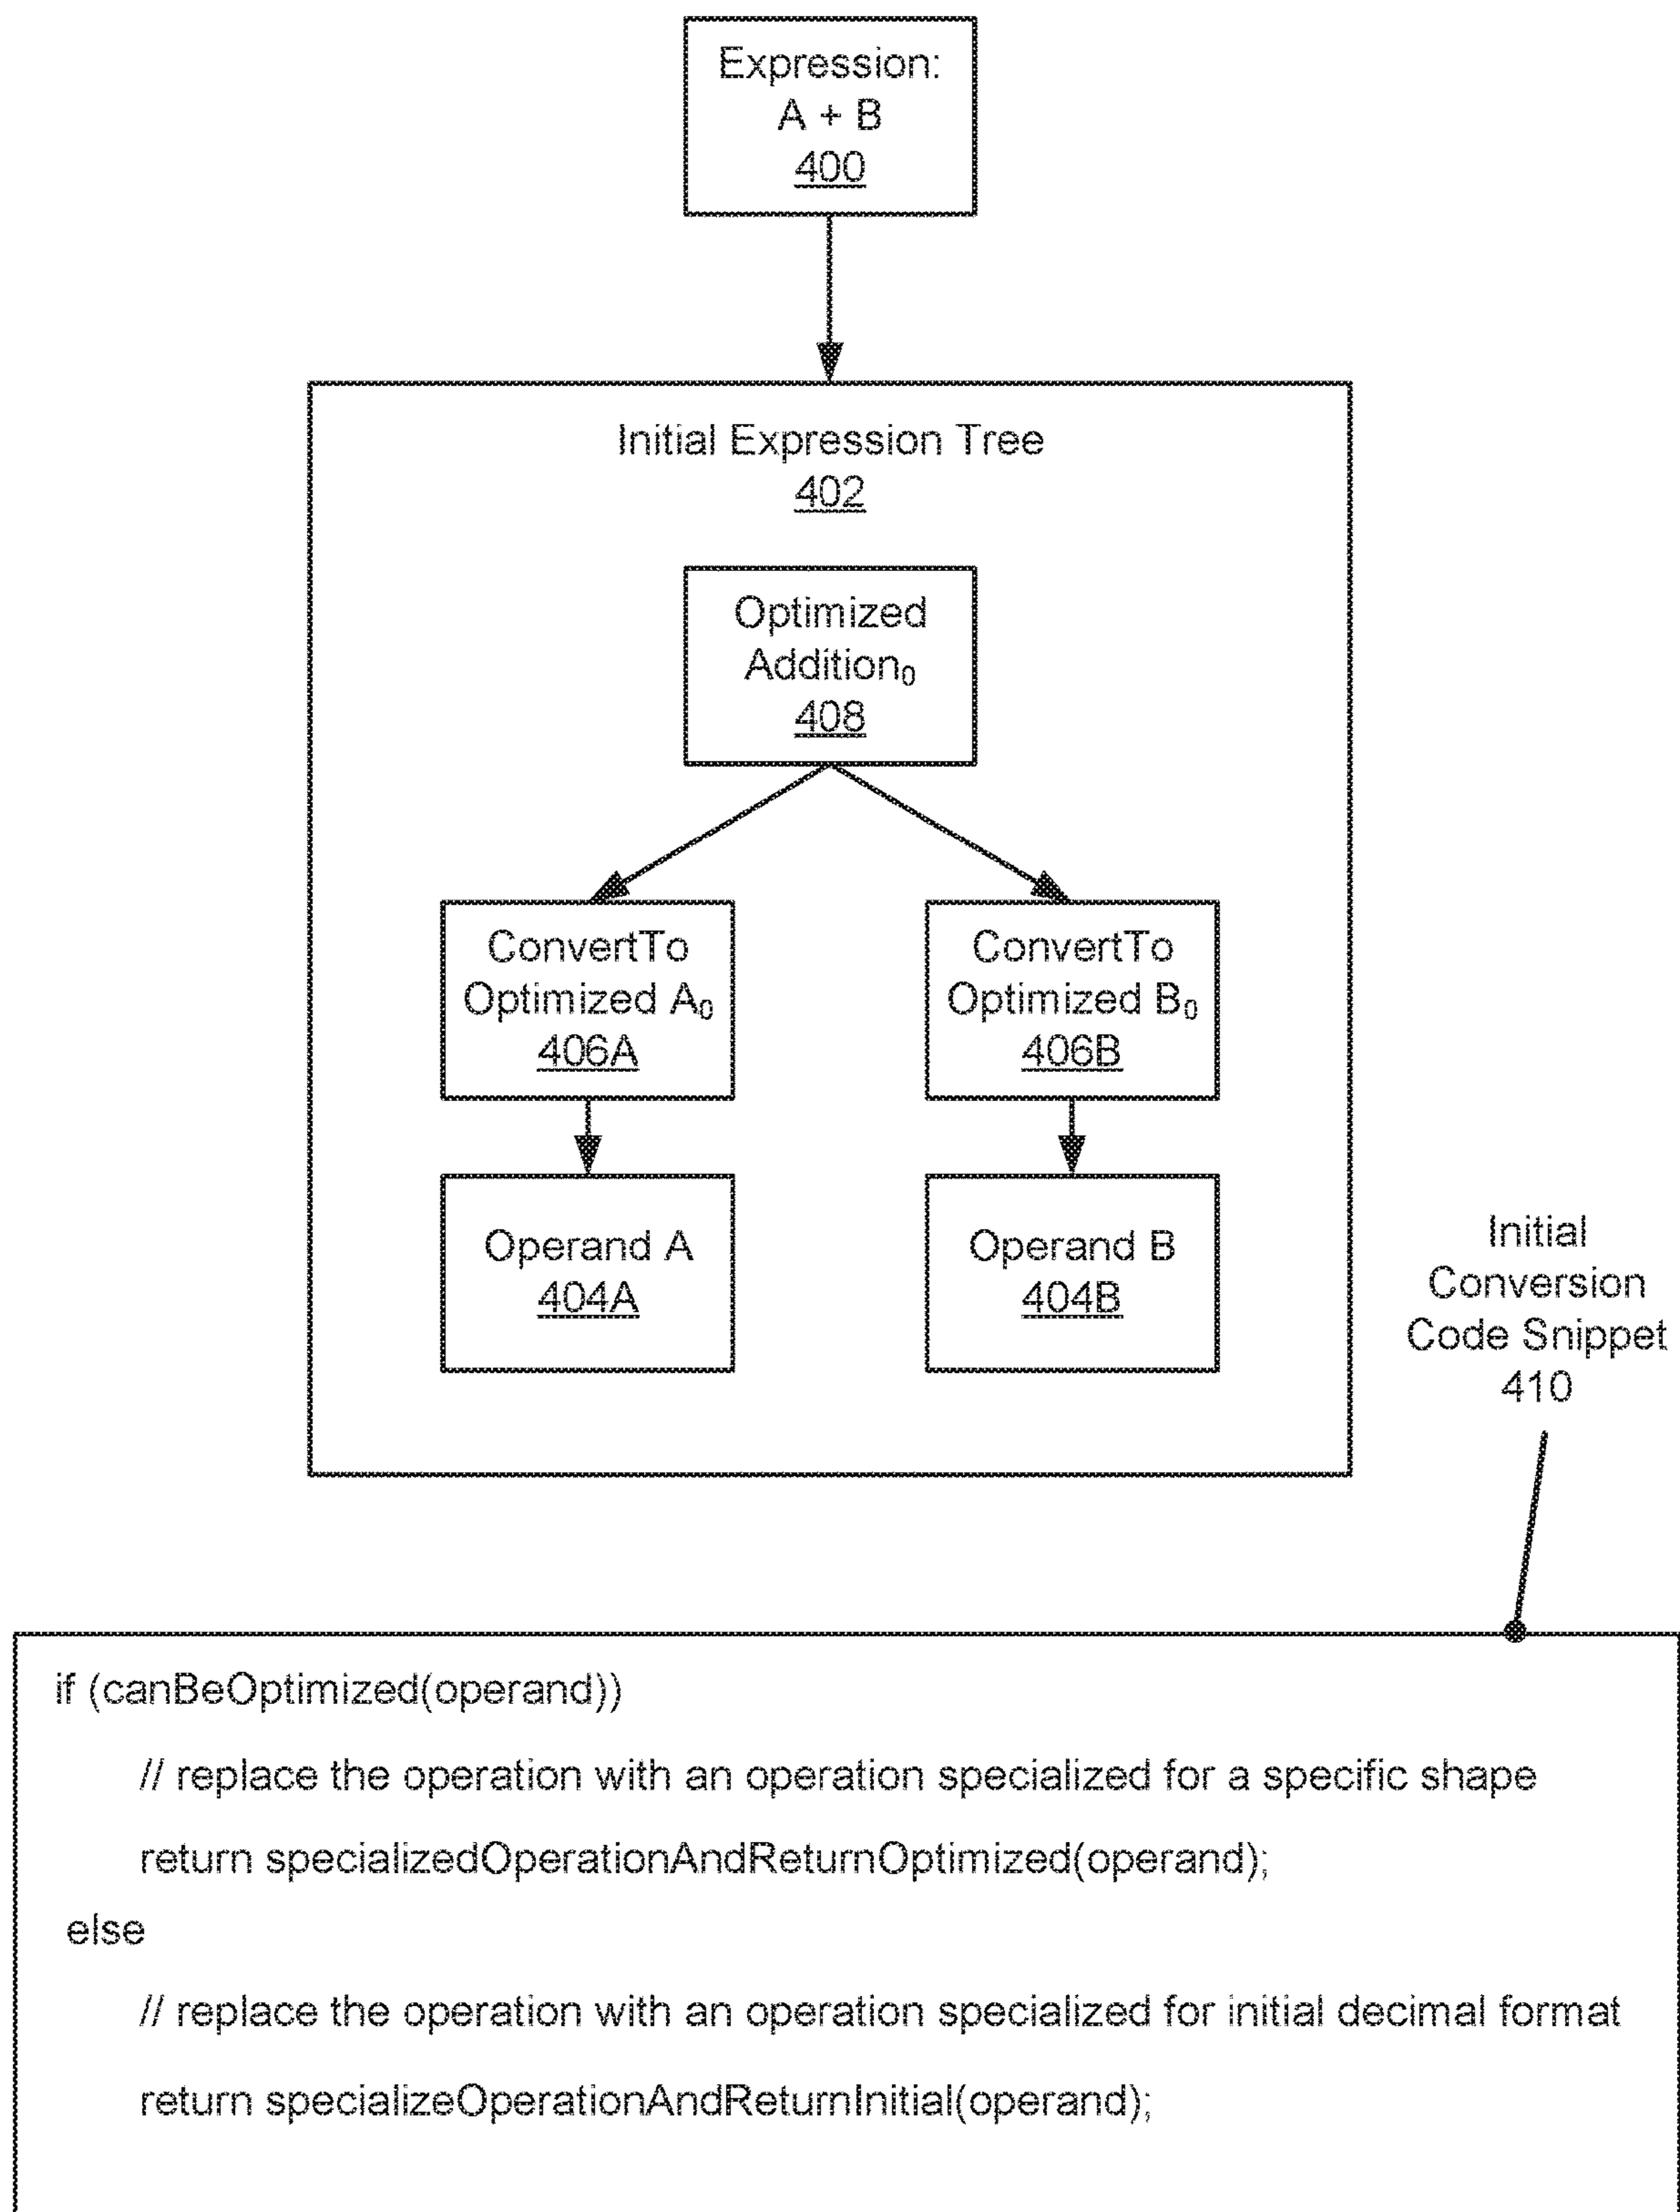 Expression:
A + B
400
Initial Expression Tree
402
Optimized
Addition₀
408
ConvertTo
Optimized A₀
406A
ConvertTo
Optimized B₀
406B
Operand A
404A
Operand B
404B
Initial
Conversion
Code Snippet
410
if (canBeOptimized(operand))
// replace the operation with an operation specialized for a specific shape
return specializedOperationAndReturnOptimized(operand);
else
// replace the operation with an operation specialized for initial decimal format
return specializeOperationAndReturnInitial(operand);